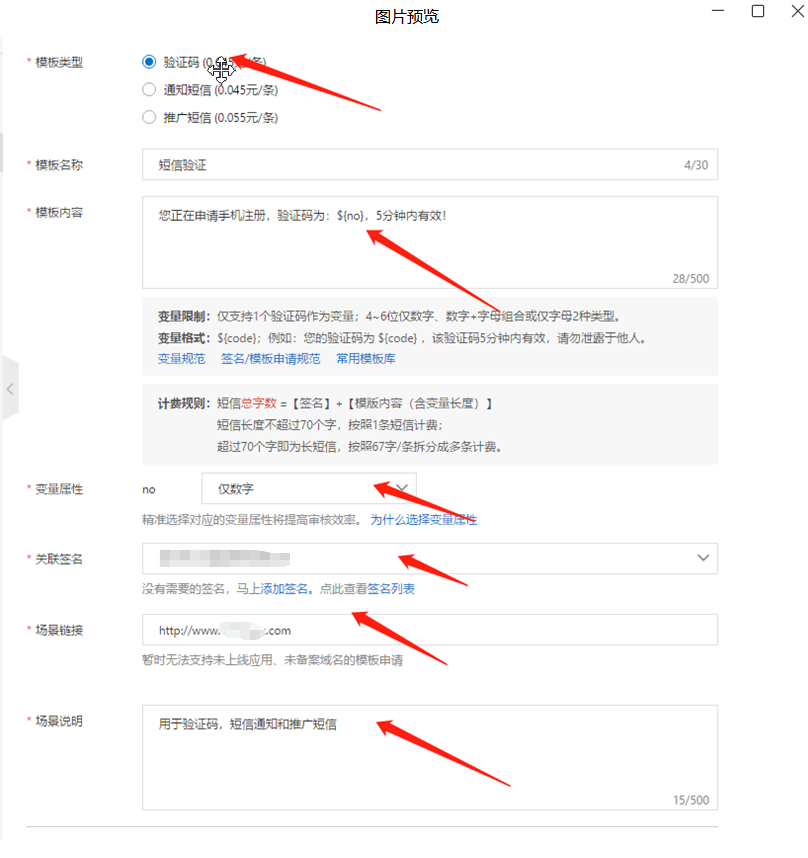 图片预览
* 模板类型
验证码
通知短信 (0.045元/条)
推广短信 (0.055元/条)
* 模板名称
短信验证
4/30
* 模板内容
您正在申请手机注册，验证码为：${no}，5分钟内有效！
28/500
变量限制：仅支持1个验证码作为变量；4~6位仅数字、数字+字母组合或仅字母2种类型。
变量格式：${code}；例如：您的验证码为 ${code} ，该验证码5分钟内有效，请勿泄露于他人。
变量规范 签名/模板申请规范 常用模板库
计费规则：短信总字数 =【签名】+【模版内容（含变量长度）】
短信长度不超过70个字，按照1条短信计费；
超过70个字即为长短信，按照67字/条拆分成多条计费。
* 变量属性
no
仅数字
精准选择对应的变量属性将提高审核效率。 为什么选择变量属性
* 关联签名
没有需要的签名，马上添加签名。点此查看签名列表
* 场景链接
http://www. .com
暂时无法支持未上线应用、未备案域名的模板申请
* 场景说明
用于验证码，短信通知和推广短信
15/500